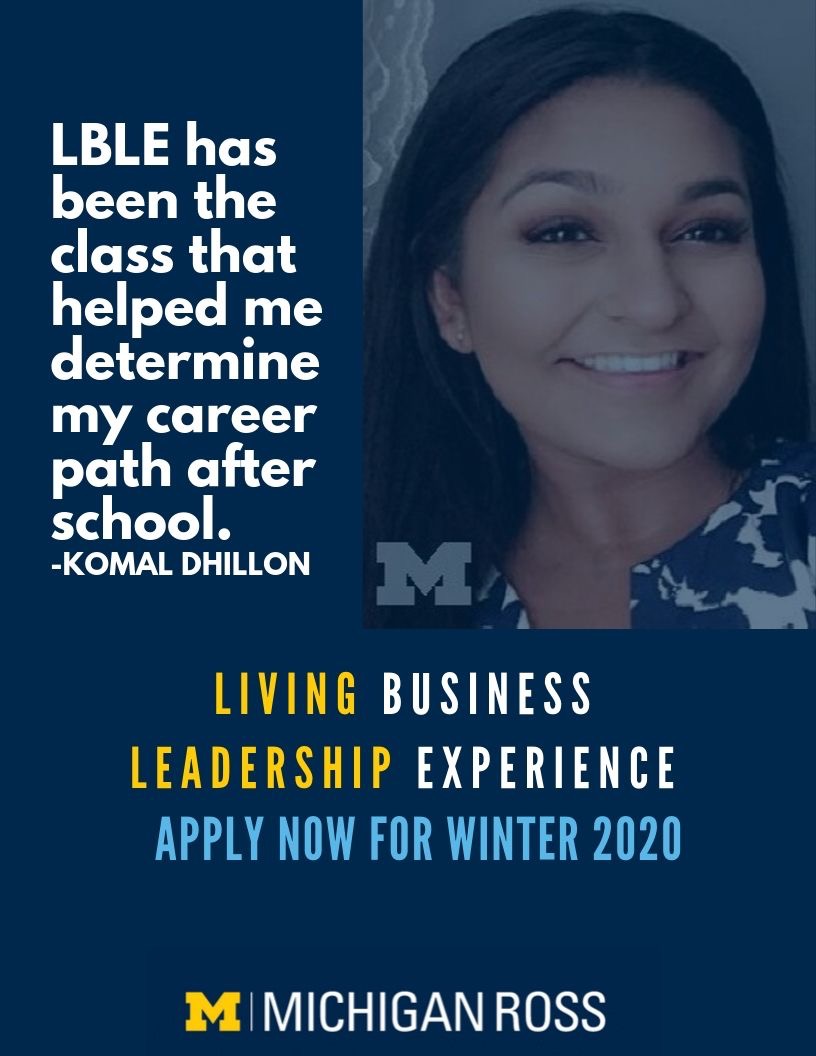 LBLE has
been the
class that
helped me
determine
my career
path after
school.
-KOMAL DHILLON
M
LIVING BUSINESS
LEADERSHIP EXPERIENCE
APPLY NOW FOR WINTER 2020
M | MICHIGAN ROSS